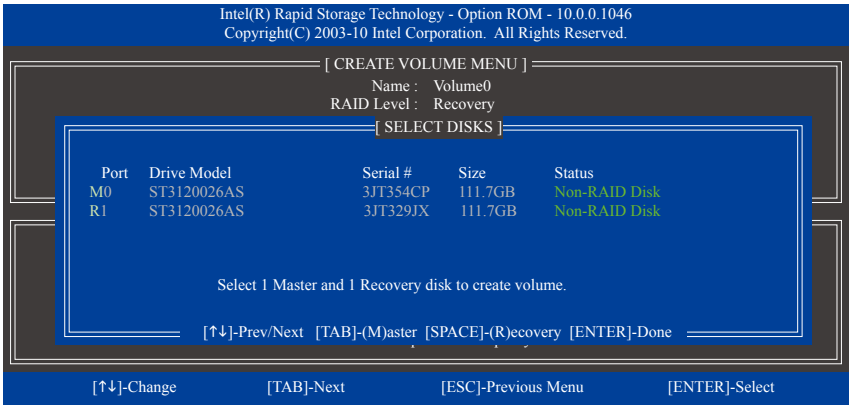 Intel(R) Rapid Storage Technology - Option ROM - 10.0.0.1046
Copyright(C) 2003-10 Intel Corporation. All Rights Reserved.
[ CREATE VOLUME MENU ]
Name : Volume0
RAID Level : Recovery
[ SELECT DISKS ]
Port Drive Model Serial # Size Status
M0 ST3120026AS 3JT354CP 111.7GB Non-RAID Disk
R1 ST3120026AS 3JT329JX 111.7GB Non-RAID Disk
Select 1 Master and 1 Recovery disk to create volume.
[↑↓]-Prev/Next [TAB]-(M)aster [SPACE]-(R)ecovery [ENTER]-Done
[↑↓]-Change [TAB]-Next [ESC]-Previous Menu [ENTER]-Select